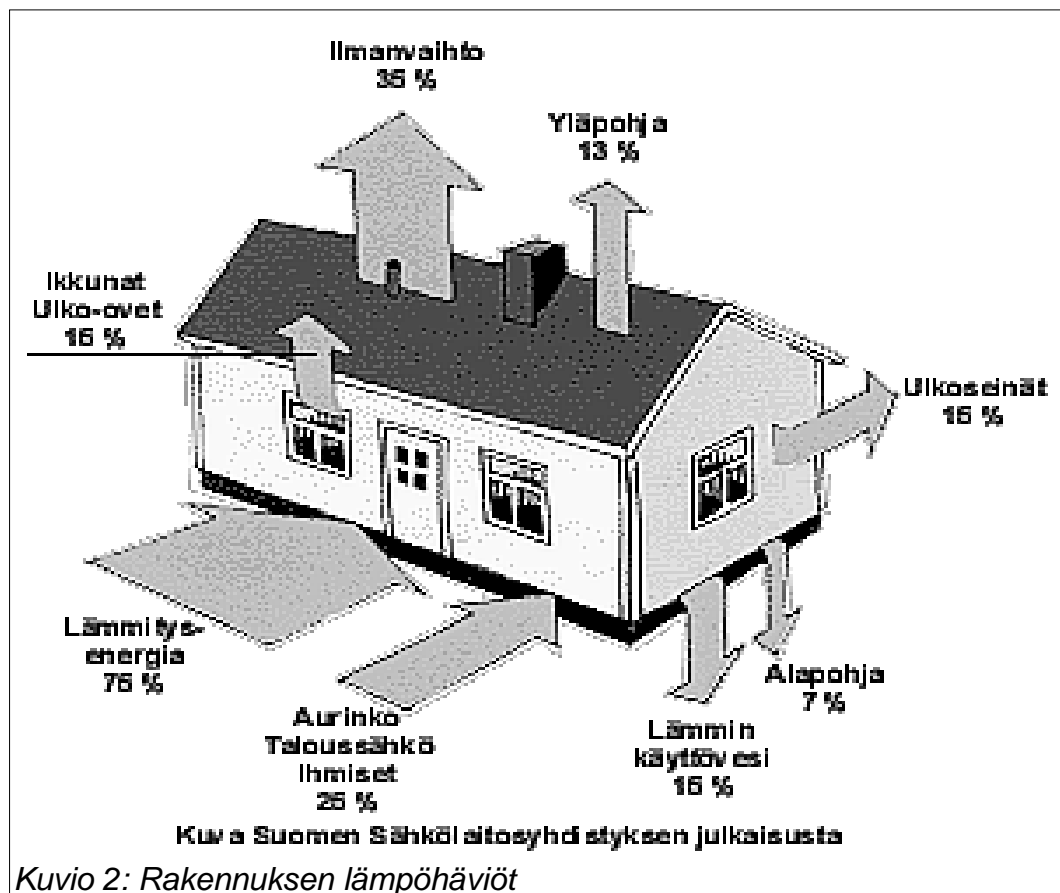 Ilmanvaihto
35 %
Yläpohja
13 %
Ikkunat
Ulko-ovet
15 %
Ulkoseinät
15 %
Lämmitys-
energia
75 %
Aurinko
Taloussähkö
Ihmiset
25 %
Lämmin
käyttövesi
15 %
Alapohja
7 %
Kuva Suomen Sähkölaitosyhdistyksen julkaisusta
Kuvio 2: Rakennuksen lämpöhäviöt